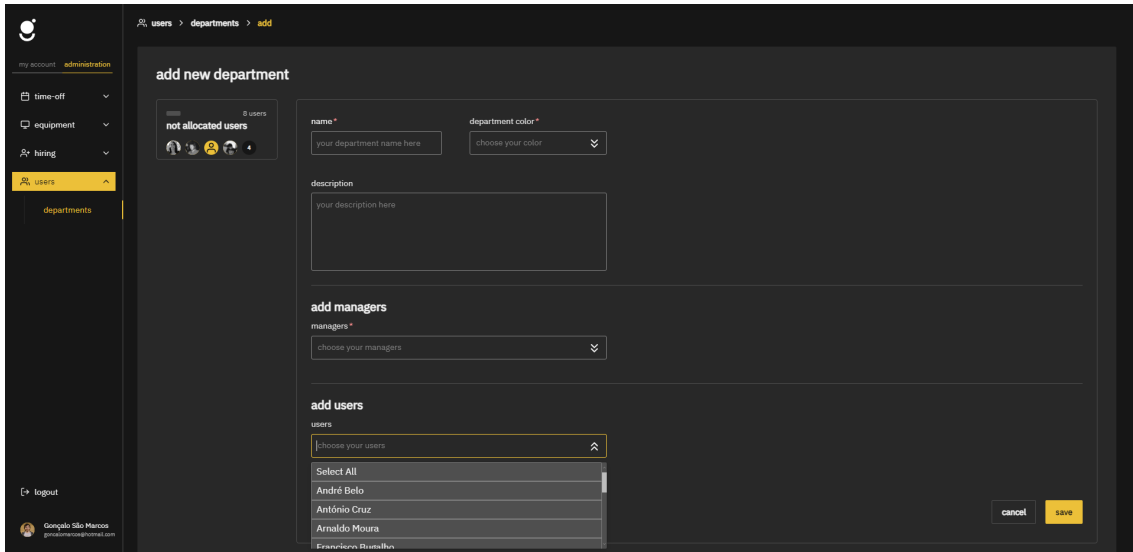 users > departments > add
my account administration
time-off
equipment
hiring
users
departments
logout
Gonçalo São Marcos
goncalomarcos@hotmail.com
add new department
8 users
not allocated users
4
name* department color*
your department name here choose your color
description
your description here
add managers
managers*
choose your managers
add users
users
choose your users
Select All
André Belo
António Cruz
Arnaldo Moura
Francisco Bugalho
cancel save